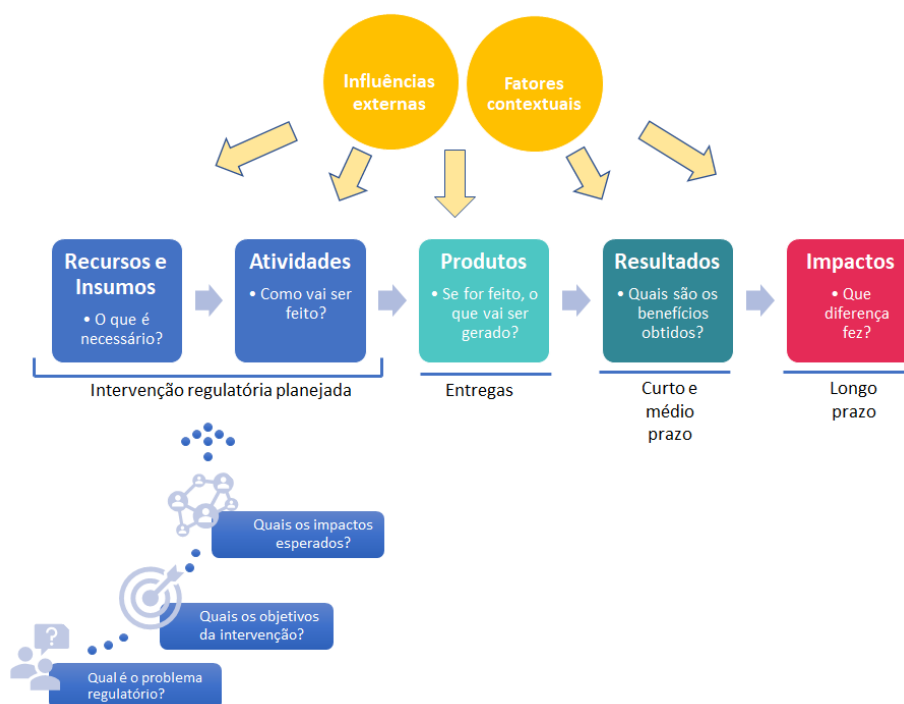 Influências
externas
Fatores
contextuais
Recursos e
Insumos
• O que é
necessário?
Atividades
• Como vai ser
feito?
Produtos
• Se for feito, o
que vai ser
gerado?
Resultados
• Quais são os
benefícios
obtidos?
Impactos
• Que
diferença
fez?
Intervenção regulatória planejada
Entregas
Curto e
médio
prazo
Longo
prazo
Quais os impactos
esperados?
Quais os objetivos
da intervenção?
?
Qual é o problema
regulatório?